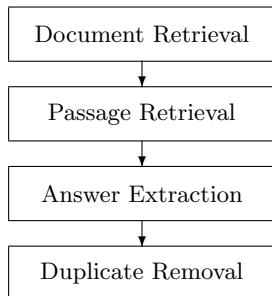 Document Retrieval
Passage Retrieval
Answer Extraction
Duplicate Removal